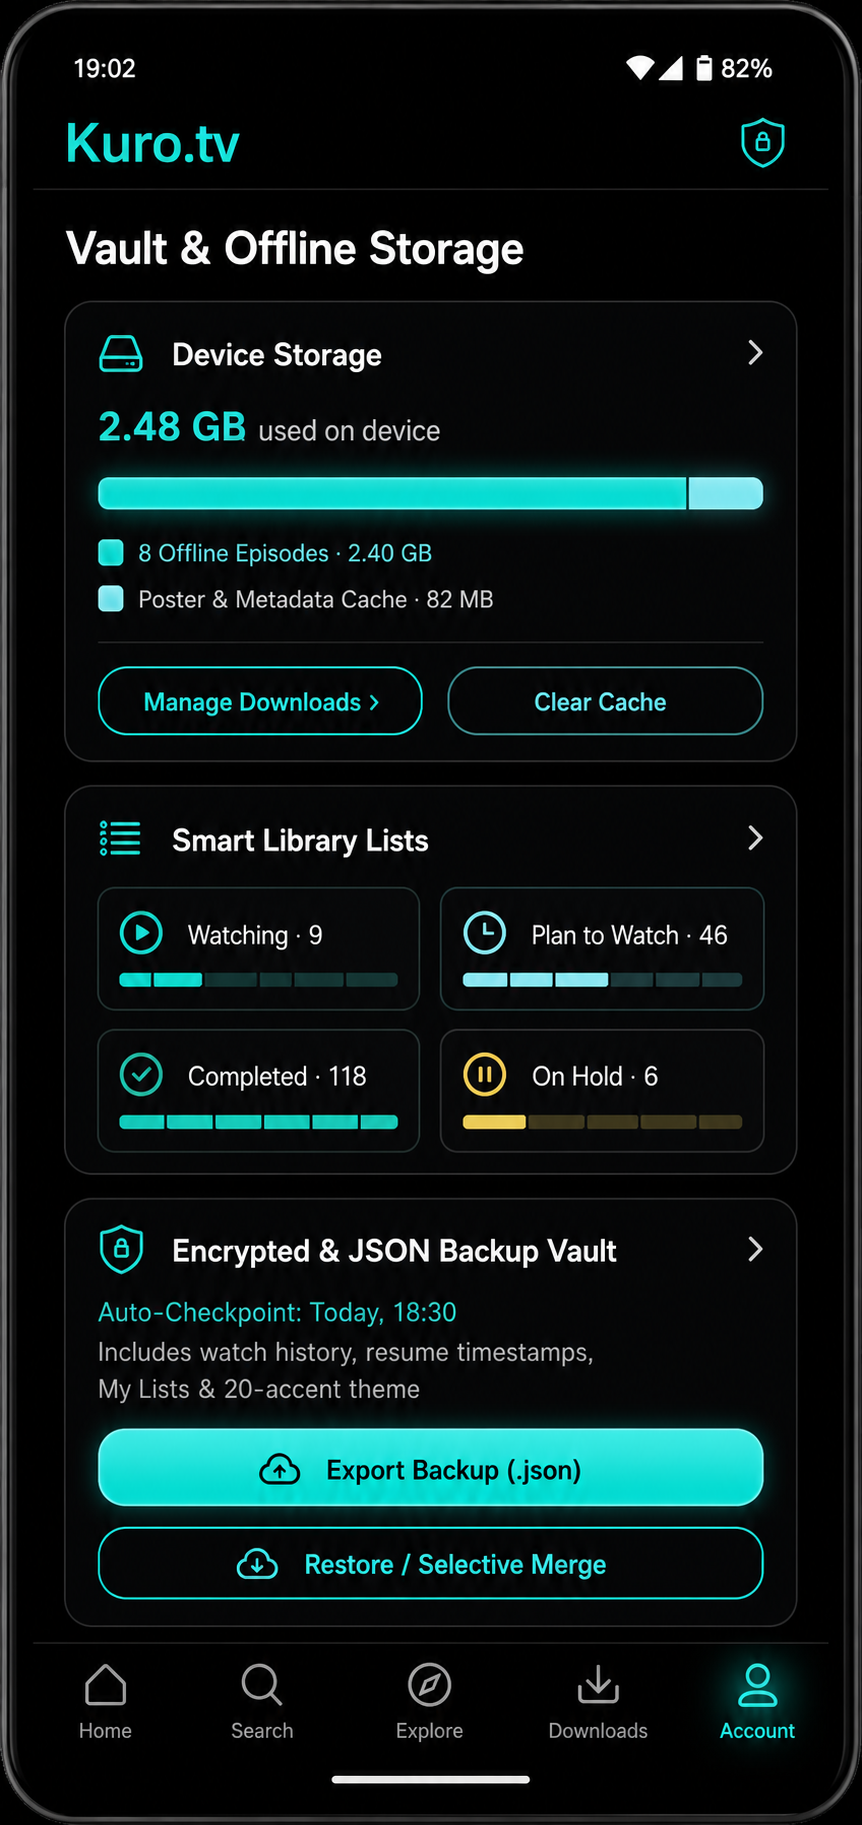 19:02
82%
Kuro.tv
Vault & Offline Storage
Device Storage
2.48 GB used on device
8 Offline Episodes · 2.40 GB
Poster & Metadata Cache · 82 MB
Manage Downloads ›
Clear Cache
Smart Library Lists
Watching · 9
Plan to Watch · 46
Completed · 118
On Hold · 6
Encrypted & JSON Backup Vault
Auto-Checkpoint: Today, 18:30
Includes watch history, resume timestamps,
My Lists & 20-accent theme
Export Backup (.json)
Restore / Selective Merge
Home
Search
Explore
Downloads
Account